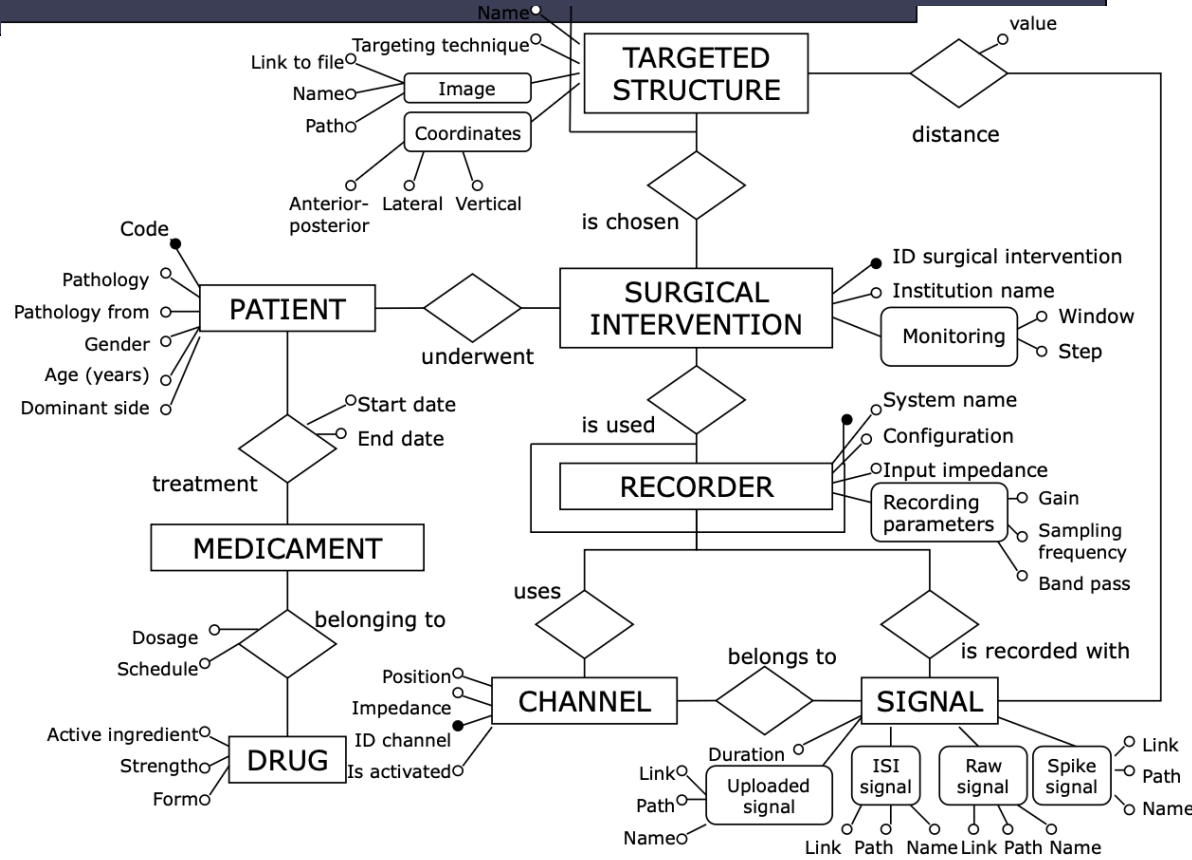 Name
value
Targeting technique
Link to file
TARGETED
STRUCTURE
Image
Name
Path
Coordinates
distance
Anterior-
posterior
Lateral
Vertical
is chosen
Code
Pathology
Pathology from
Gender
Age (years)
Dominant side
PATIENT
underwent
SURGICAL
INTERVENTION
ID surgical intervention
Institution name
Monitoring
Window
Step
Start date
End date
treatment
is used
System name
Configuration
Input impedance
RECORDER
Recording
parameters
Gain
Sampling
frequency
Band pass
MEDICAMENT
uses
belonging to
Dosage
Schedule
is recorded with
belongs to
Position
Impedance
ID channel
Is activated
CHANNEL
SIGNAL
Active ingredient
Strength
Form
DRUG
Duration
Link
Path
Name
Uploaded
signal
ISI
signal
Raw
signal
Spike
signal
Link
Path
Name
Link Path Name
Link Path Name